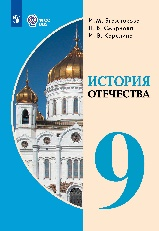 И. М. Бгажнокова
Л. В. Смирнова
И. В. Карелина
ИСТОРИЯ
ОТЕЧЕСТВА
9